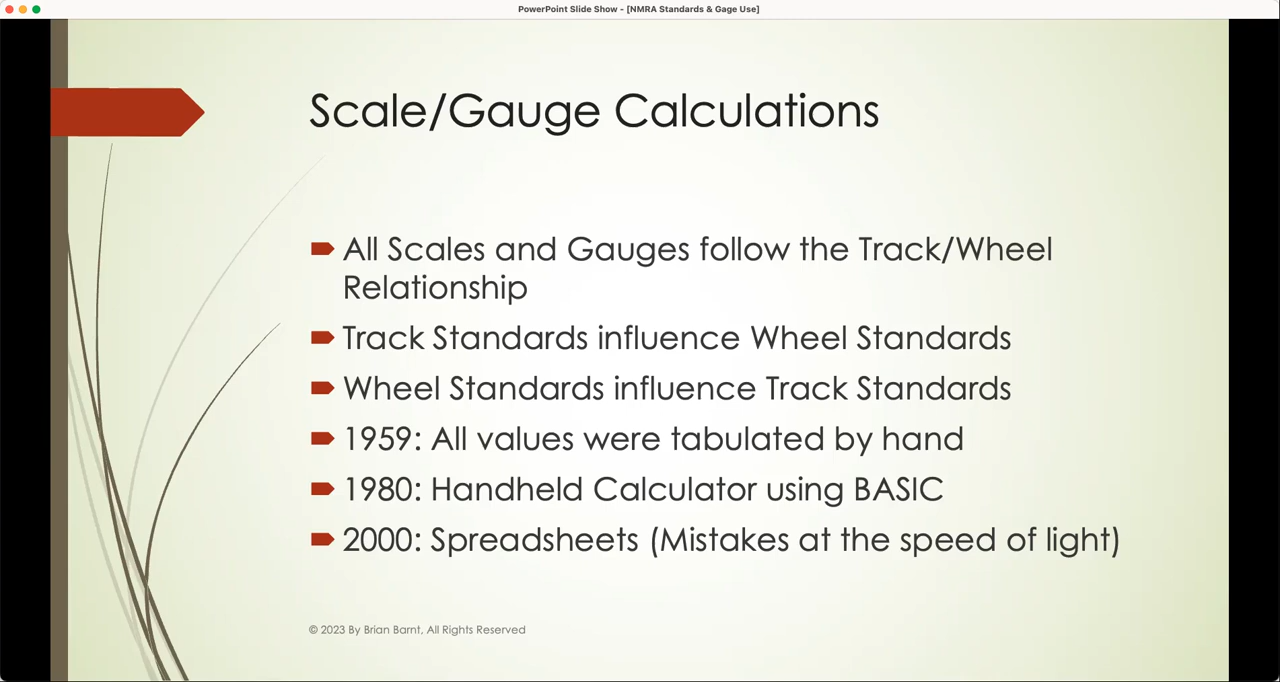 PowerPoint Slide Show - [NMRA Standards & Gage Use]
Scale/Gauge Calculations
All Scales and Gauges follow the Track/Wheel
Relationship
Track Standards influence Wheel Standards
Wheel Standards influence Track Standards
1959: All values were tabulated by hand
1980: Handheld Calculator using BASIC
2000: Spreadsheets (Mistakes at the speed of light)
© 2023 By Brian Barnt, All Rights Reserved